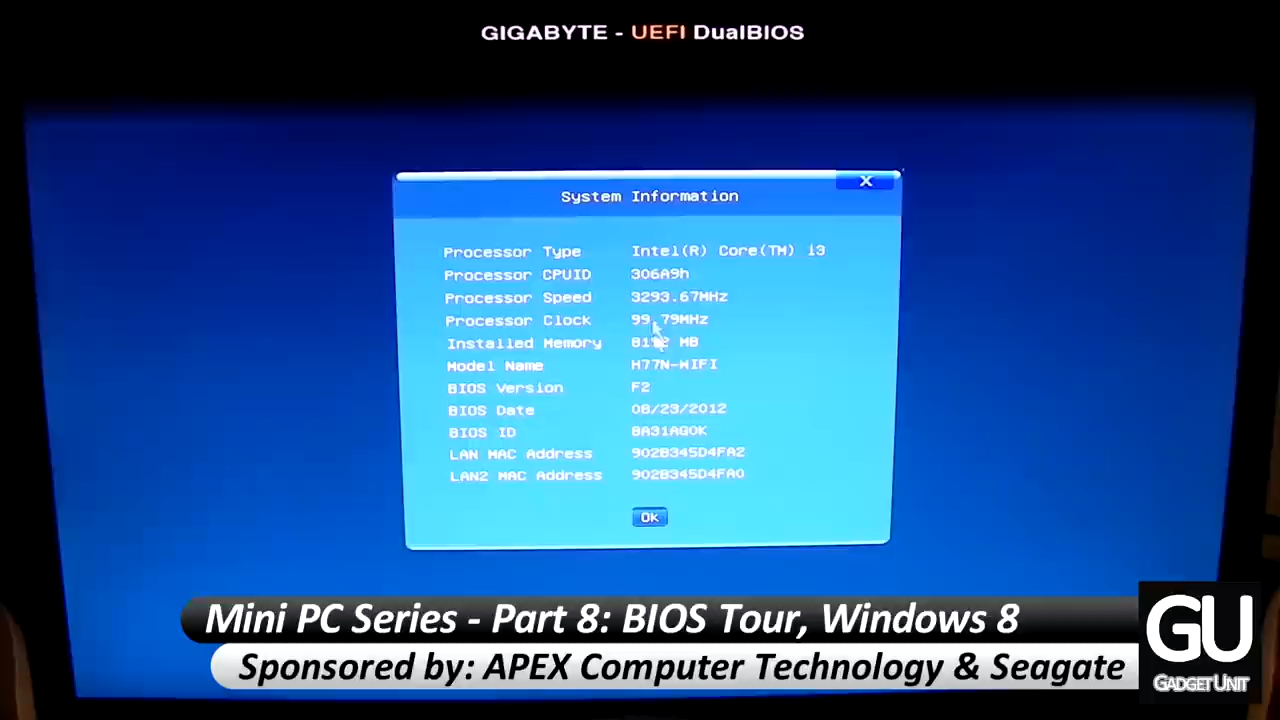 GIGABYTE - UEFI DualBIOS
X
System Information
Processor Type Intel(R) Core(TM) i3
Processor CPUID 306A9h
Processor Speed 3293.67MHz
Processor Clock 99.79MHz
Installed Memory 8192 MB
Model Name H77N-WIFI
BIOS Version F2
BIOS Date 08/23/2012
BIOS ID 8A31AG0K
LAN MAC Address 902B345D4FA2
LAN2 MAC Address 902B345D4FA0
Ok
Mini PC Series - Part 8: BIOS Tour, Windows 8
Sponsored by: APEX Computer Technology & Seagate
GU
GADGET UNIT